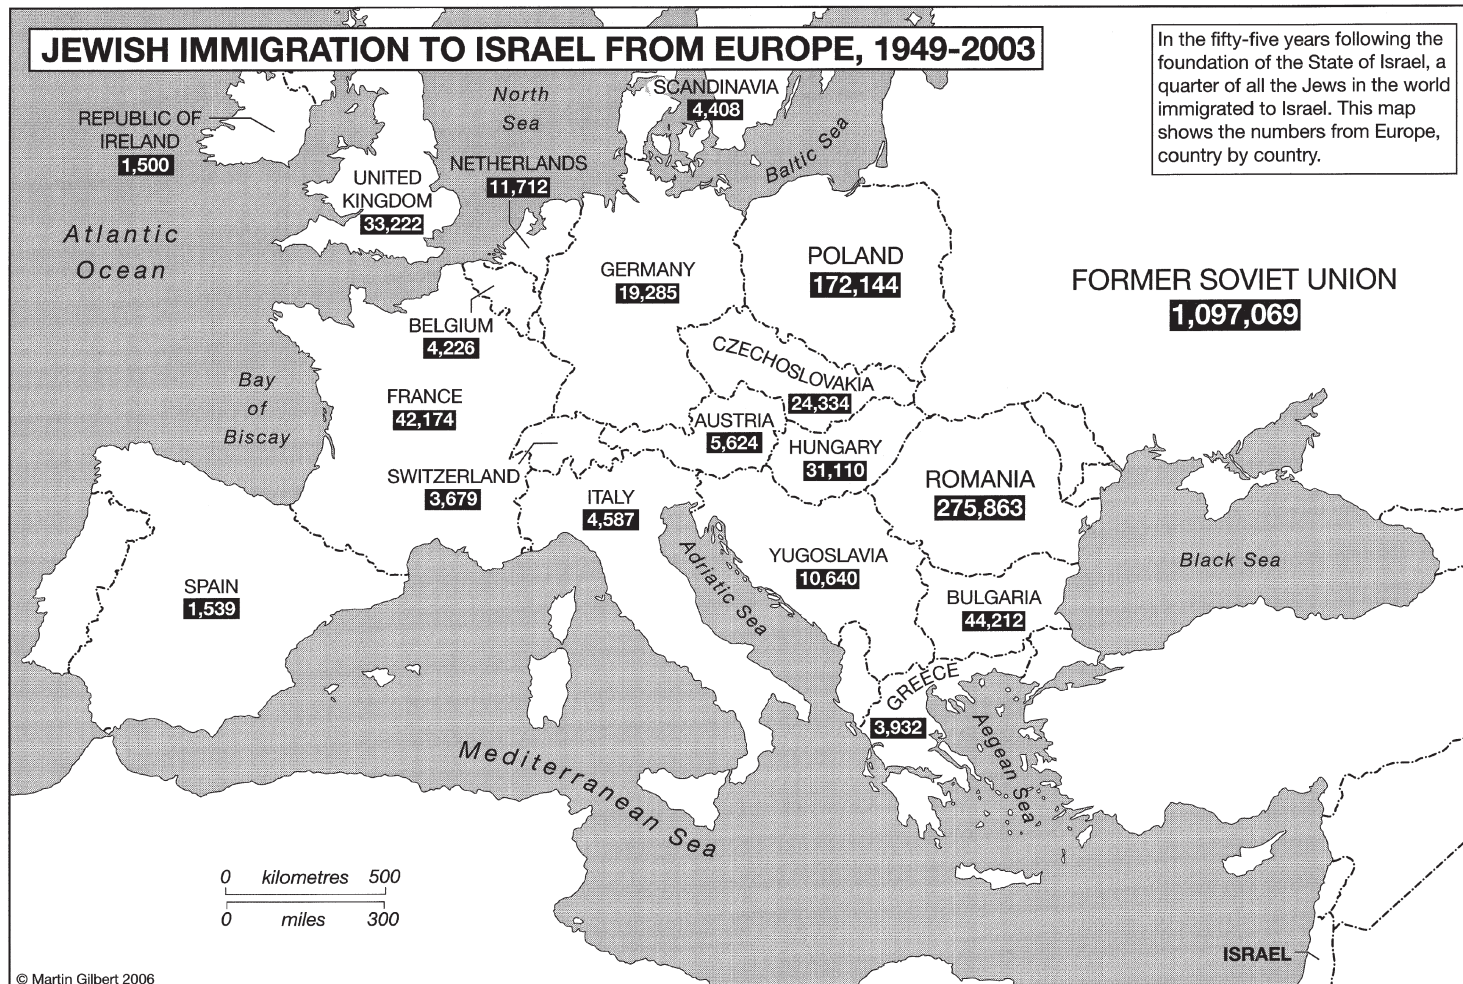 JEWISH IMMIGRATION TO ISRAEL FROM EUROPE, 1949-2003
In the fifty-five years following the
foundation of the State of Israel, a
quarter of all the Jews in the world
immigrated to Israel. This map
shows the numbers from Europe,
country by country.
SCANDINAVIA
4,408
North
Sea
Baltic Sea
REPUBLIC OF
IRELAND
1,500
NETHERLANDS
11,712
UNITED
KINGDOM
33,222
Atlantic
Ocean
GERMANY
19,285
POLAND
172,144
FORMER SOVIET UNION
1,097,069
BELGIUM
4,226
CZECHOSLOVAKIA
24,334
Bay
of
Biscay
FRANCE
42,174
AUSTRIA
5,624
HUNGARY
31,110
SWITZERLAND
3,679
ITALY
4,587
ROMANIA
275,863
Adriatic Sea
YUGOSLAVIA
10,640
Black Sea
SPAIN
1,539
BULGARIA
44,212
GREECE
3,932
Aegean Sea
Mediterranean Sea
0 kilometres 500
0 miles 300
ISRAEL
© Martin Gilbert 2006